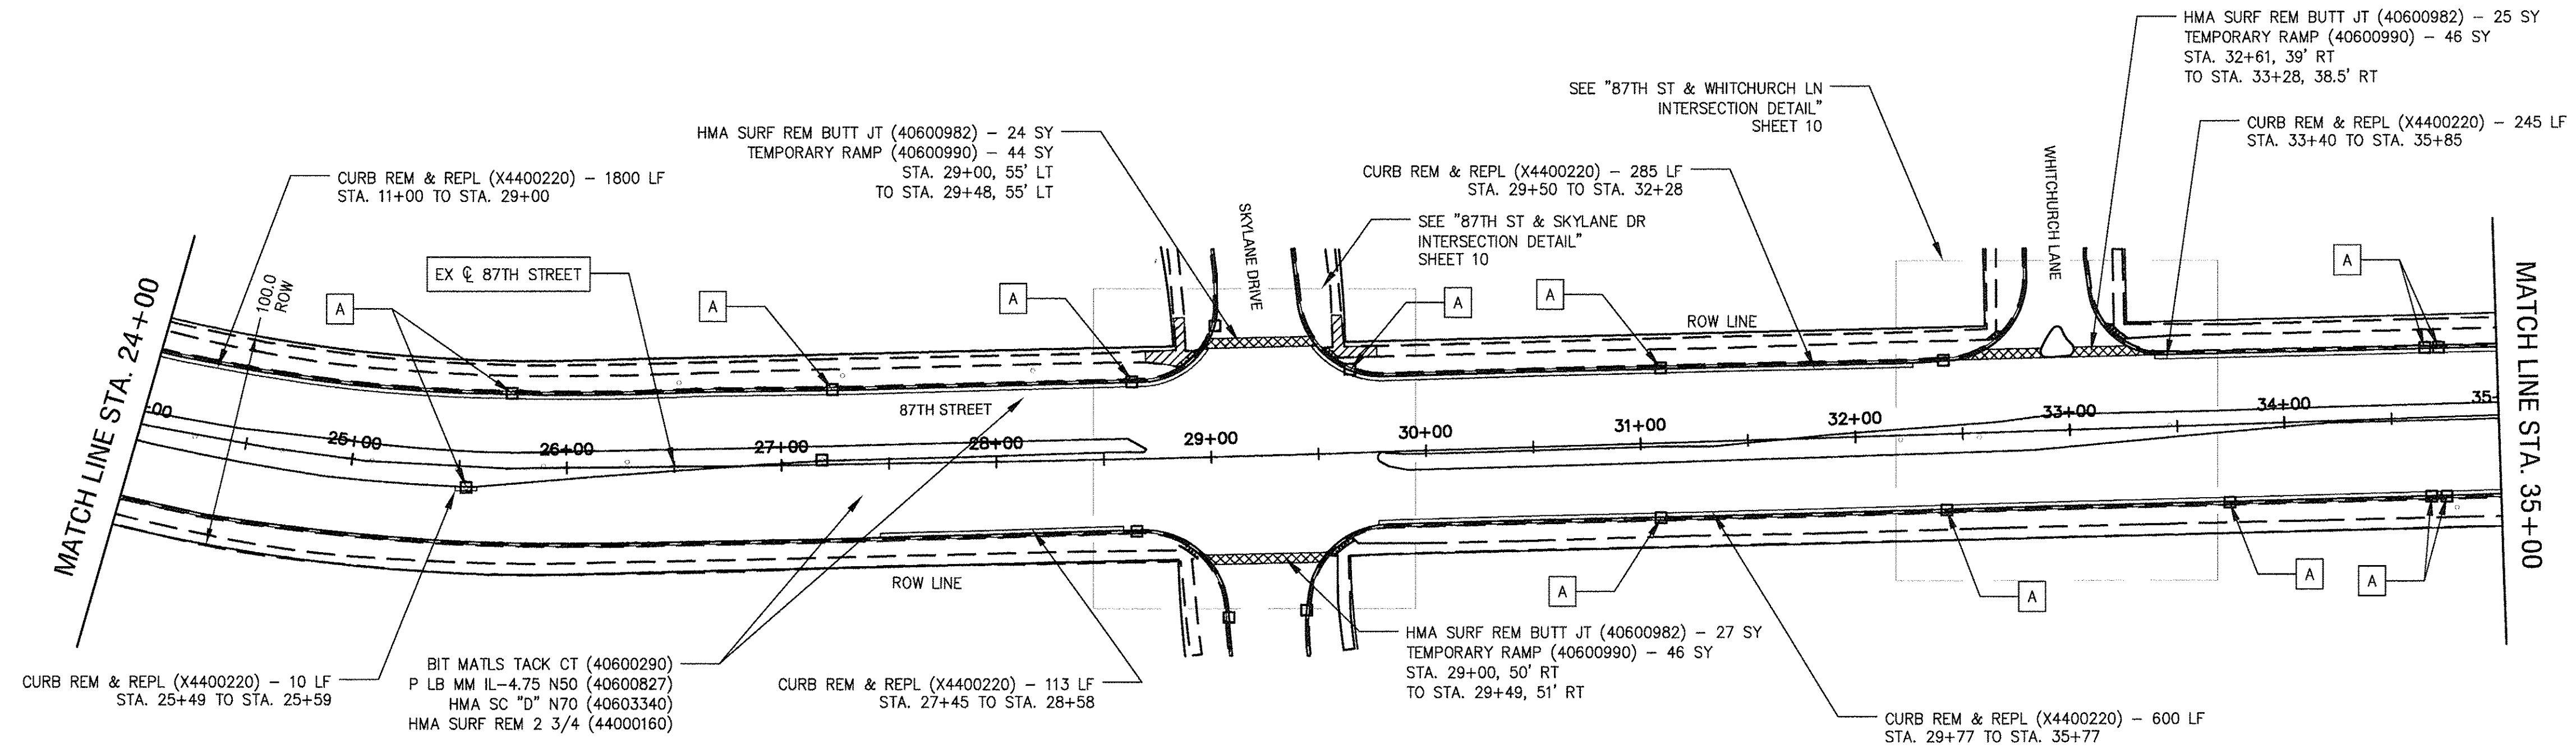 HMA SURF REM BUTT JT (40600982) – 25 SY
TEMPORARY RAMP (40600990) – 46 SY
STA. 32+61, 39' RT
TO STA. 33+28, 38.5' RT
SEE "87TH ST & WHITCHURCH LN
INTERSECTION DETAIL"
SHEET 10
CURB REM & REPL (X4400220) – 245 LF
STA. 33+40 TO STA. 35+85
HMA SURF REM BUTT JT (40600982) – 24 SY
TEMPORARY RAMP (40600990) – 44 SY
STA. 29+00, 55' LT
TO STA. 29+48, 55' LT
CURB REM & REPL (X4400220) – 285 LF
STA. 29+50 TO STA. 32+28
CURB REM & REPL (X4400220) – 1800 LF
STA. 11+00 TO STA. 29+00
SEE "87TH ST & SKYLANE DR
INTERSECTION DETAIL"
SHEET 10
SKYLANE DRIVE
WHITCHURCH LANE
EX ℄ 87TH STREET
100.0
ROW
A
A
A
A
A
A
ROW LINE
MATCH LINE STA. 24+00
MATCH LINE STA. 35+00
87TH STREET
-00
25+00
26+00
27+00
28+00
29+00
30+00
31+00
32+00
33+00
34+00
35-
ROW LINE
A
A
A
A
HMA SURF REM BUTT JT (40600982) – 27 SY
TEMPORARY RAMP (40600990) – 46 SY
STA. 29+00, 50' RT
TO STA. 29+49, 51' RT
CURB REM & REPL (X4400220) – 10 LF
STA. 25+49 TO STA. 25+59
BIT MATLS TACK CT (40600290)
P LB MM IL-4.75 N50 (40600827)
HMA SC "D" N70 (40603340)
HMA SURF REM 2 3/4 (44000160)
CURB REM & REPL (X4400220) – 113 LF
STA. 27+45 TO STA. 28+58
CURB REM & REPL (X4400220) – 600 LF
STA. 29+77 TO STA. 35+77